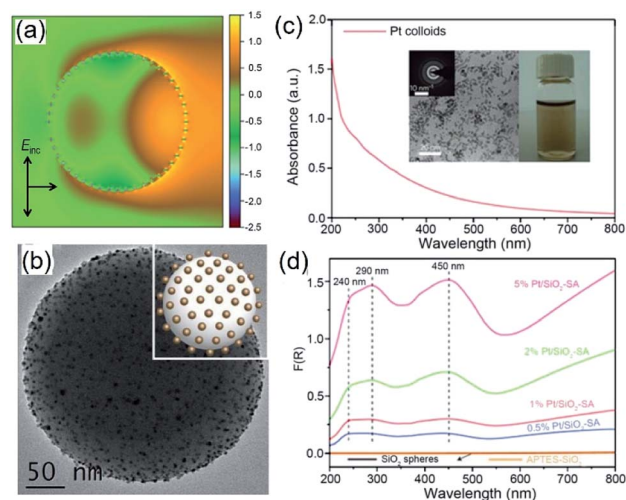 (a)
E_inc
1.5
1.0
0.5
0.0
-0.5
-1.0
-1.5
-2.0
-2.5
(b)
50 nm
(c)
Pt colloids
Absorbance (a.u.)
2.0
1.5
1.0
0.5
0.0
10 nm⁻¹
200 300 400 500 600 700 800
Wavelength (nm)
(d)
240 nm
290 nm
450 nm
5% Pt/SiO₂-SA
2% Pt/SiO₂-SA
1% Pt/SiO₂-SA
0.5% Pt/SiO₂-SA
SiO₂ spheres
APTES-SiO₂
F(R)
1.5
1.0
0.5
0.0
200 300 400 500 600 700 800
Wavelength (nm)